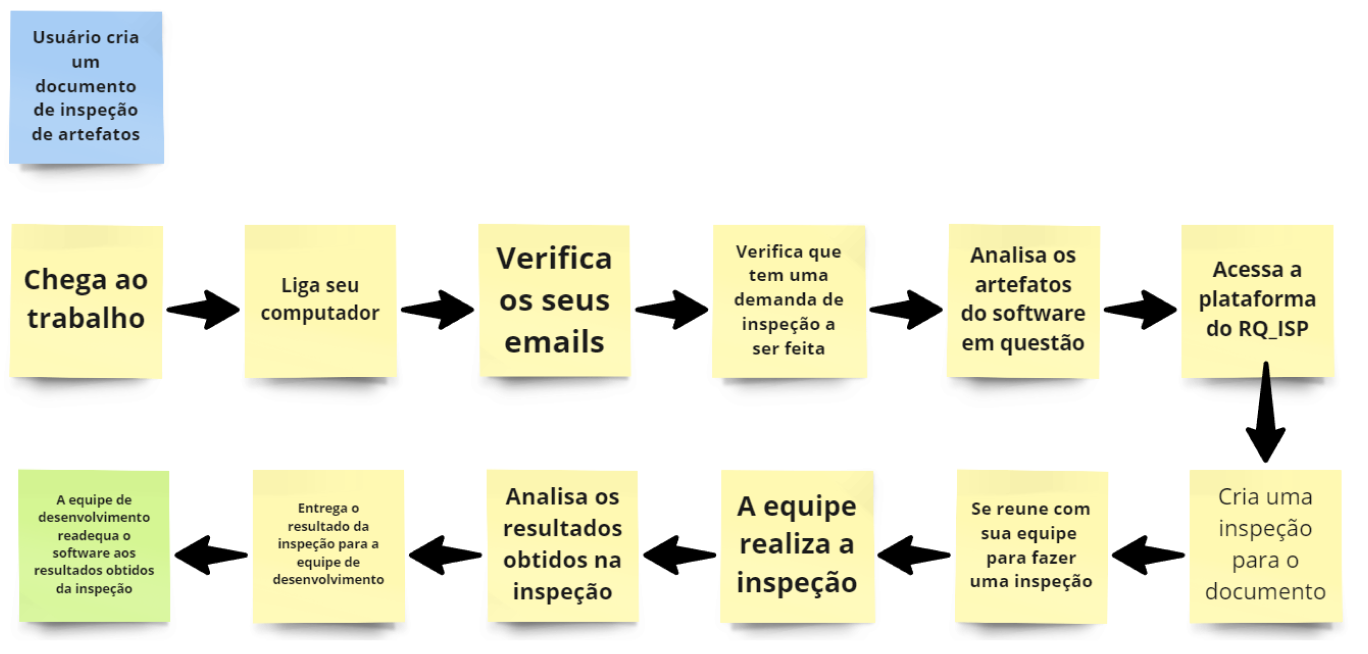 Usuário cria
um
documento
de inspeção
de artefatos
Chega ao
trabalho
Liga seu
computador
Verifica
os seus
emails
Verifica que
tem uma
demanda de
inspeção a
ser feita
Analisa os
artefatos
do software
em questão
Acessa a
plataforma
do RQ_ISP
Cria uma
inspeção
para o
documento
Se reune com
sua equipe
para fazer
uma inspeção
A equipe
realiza a
inspeção
Analisa os
resultados
obtidos na
inspeção
Entrega o
resultado da
inspeção para a
equipe de
desenvolvimento
A equipe de
desenvolvimento
readequa o
software aos
resultados obtidos
da inspeção